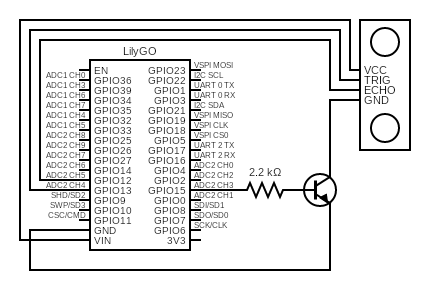 LilyGO
EN
ADC1 CH0 GPIO36
ADC1 CH3 GPIO39
ADC1 CH6 GPIO34
ADC1 CH7 GPIO35
ADC1 CH4 GPIO32
ADC1 CH5 GPIO33
ADC2 CH8 GPIO25
ADC2 CH9 GPIO26
ADC2 CH7 GPIO27
ADC2 CH6 GPIO14
ADC2 CH5 GPIO12
ADC2 CH4 GPIO13
SHD/SD2 GPIO9
SWP/SD3 GPIO10
CSC/CMD GPIO11
GND
VIN
VSPI MOSI
GPIO23
I2C SCL
GPIO22
UART 0 TX
GPIO1
UART 0 RX
GPIO3
I2C SDA
GPIO21
VSPI MISO
GPIO19
VSPI CLK
GPIO18
VSPI CS0
GPIO5
UART 2 TX
GPIO17
UART 2 RX
GPIO16
ADC2 CH0
GPIO4
ADC2 CH2
GPIO2
ADC2 CH3
GPIO15
ADC2 CH1
GPIO0
SDI/SD1
GPIO8
SDO/SD0
GPIO7
SCK/CLK
GPIO6
3V3
2.2 kΩ
VCC
TRIG
ECHO
GND